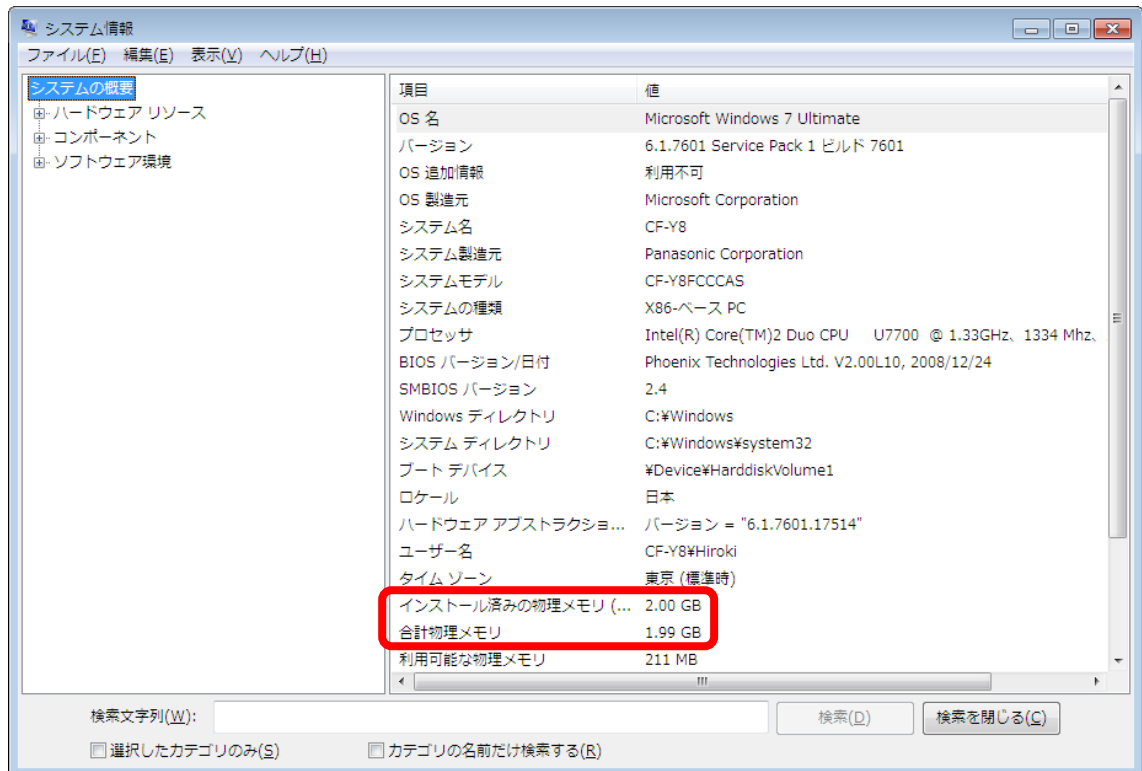 システム情報
ファイル(F) 編集(E) 表示(V) ヘルプ(H)
システムの概要
ハードウェア リソース
コンポーネント
ソフトウェア環境
項目 値
OS 名 Microsoft Windows 7 Ultimate
バージョン 6.1.7601 Service Pack 1 ビルド 7601
OS 追加情報 利用不可
OS 製造元 Microsoft Corporation
システム名 CF-Y8
システム製造元 Panasonic Corporation
システムモデル CF-Y8FCCCAS
システムの種類 X86-ベース PC
プロセッサ Intel(R) Core(TM)2 Duo CPU U7700 @ 1.33GHz、1334 Mhz、
BIOS バージョン/日付 Phoenix Technologies Ltd. V2.00L10, 2008/12/24
SMBIOS バージョン 2.4
Windows ディレクトリ C:¥Windows
システム ディレクトリ C:¥Windows¥system32
ブート デバイス ¥Device¥HarddiskVolume1
ロケール 日本
ハードウェア アブストラクショ... バージョン = "6.1.7601.17514"
ユーザー名 CF-Y8¥Hiroki
タイム ゾーン 東京 (標準時)
インストール済みの物理メモリ (... 2.00 GB
合計物理メモリ 1.99 GB
利用可能な物理メモリ 211 MB
検索文字列(W): 検索(D) 検索を閉じる(C)
選択したカテゴリのみ(S) カテゴリの名前だけ検索する(R)